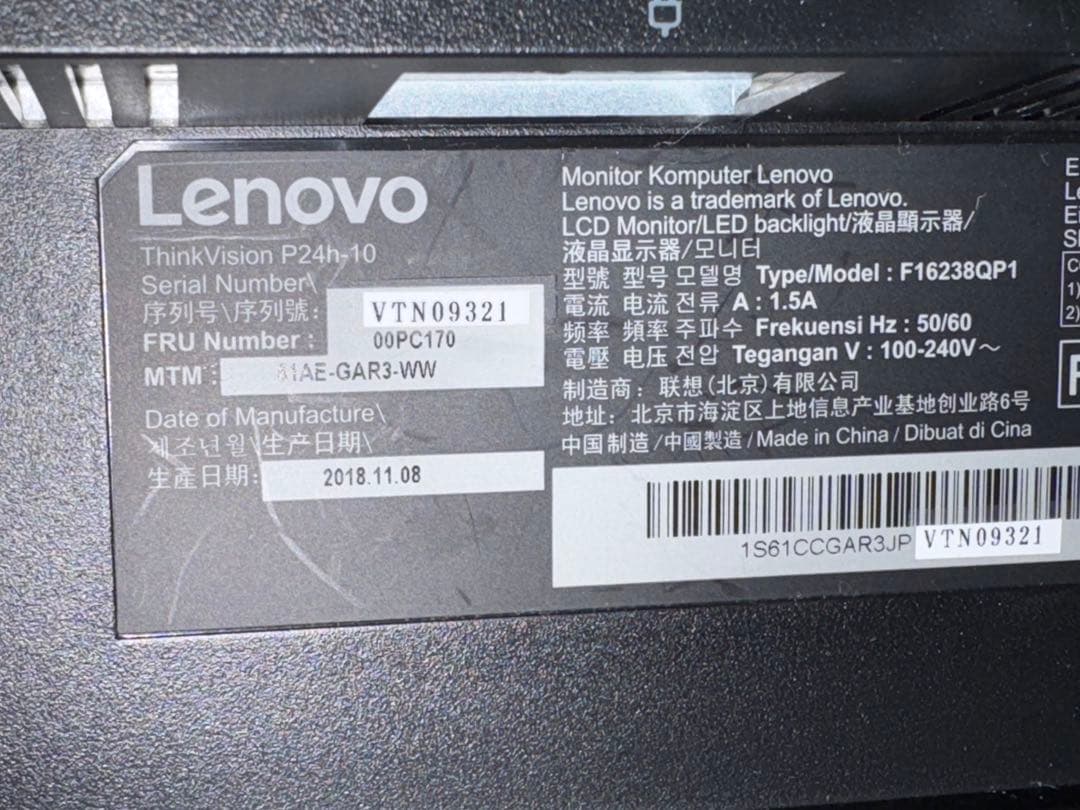 Lenovo
ThinkVision P24h-10
Serial Number\
序列号\序列號: VTN09321
FRU Number : 00PC170
MTM : 61AE-GAR3-WW
Date of Manufacture\
제조년월\生产日期\
生產日期: 2018.11.08
Monitor Komputer Lenovo
Lenovo is a trademark of Lenovo.
LCD Monitor/LED backlight/液晶顯示器/
液晶显示器/모니터
型號 型号 모델명 Type/Model : F16238QP1
電流 电流 전류 A : 1.5A
频率 頻率 주파수 Frekuensi Hz : 50/60
電壓 电压 전압 Tegangan V : 100-240V～
制造商: 联想(北京)有限公司
地址: 北京市海淀区上地信息产业基地创业路6号
中国制造/中國製造/Made in China/Dibuat di Cina
1S61CCGAR3JP VTN09321
1)
2)